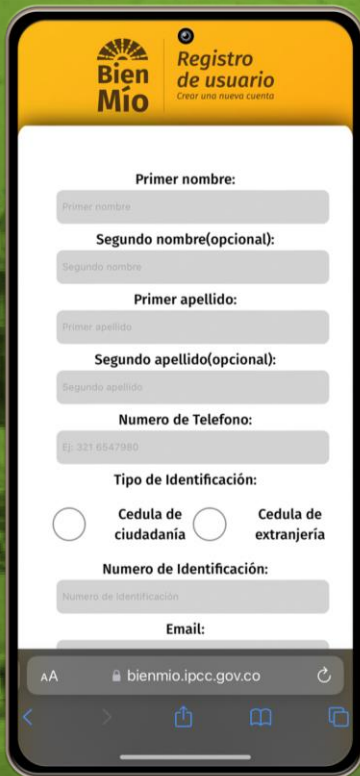 Bien
Mío
Registro
de usuario
Crear una nueva cuenta
Primer nombre:
Primer nombre
Segundo nombre(opcional):
Segundo nombre
Primer apellido:
Primer apellido
Segundo apellido(opcional):
Segundo apellido
Numero de Telefono:
Ej: 321 6547980
Tipo de Identificación:
Cedula de
ciudadanía
Cedula de
extranjería
Numero de Identificación:
Numero de Identificación
Email:
AA bienmio.ipcc.gov.co